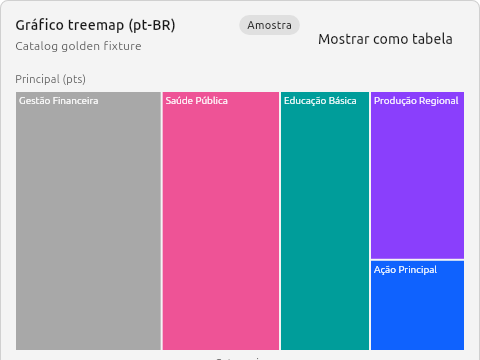 Gráfico treemap (pt-BR)
Amostra
Mostrar como tabela
Catalog golden fixture
Principal (pts)
Gestão Financeira
Saúde Pública
Educação Básica
Produção Regional
Ação Principal